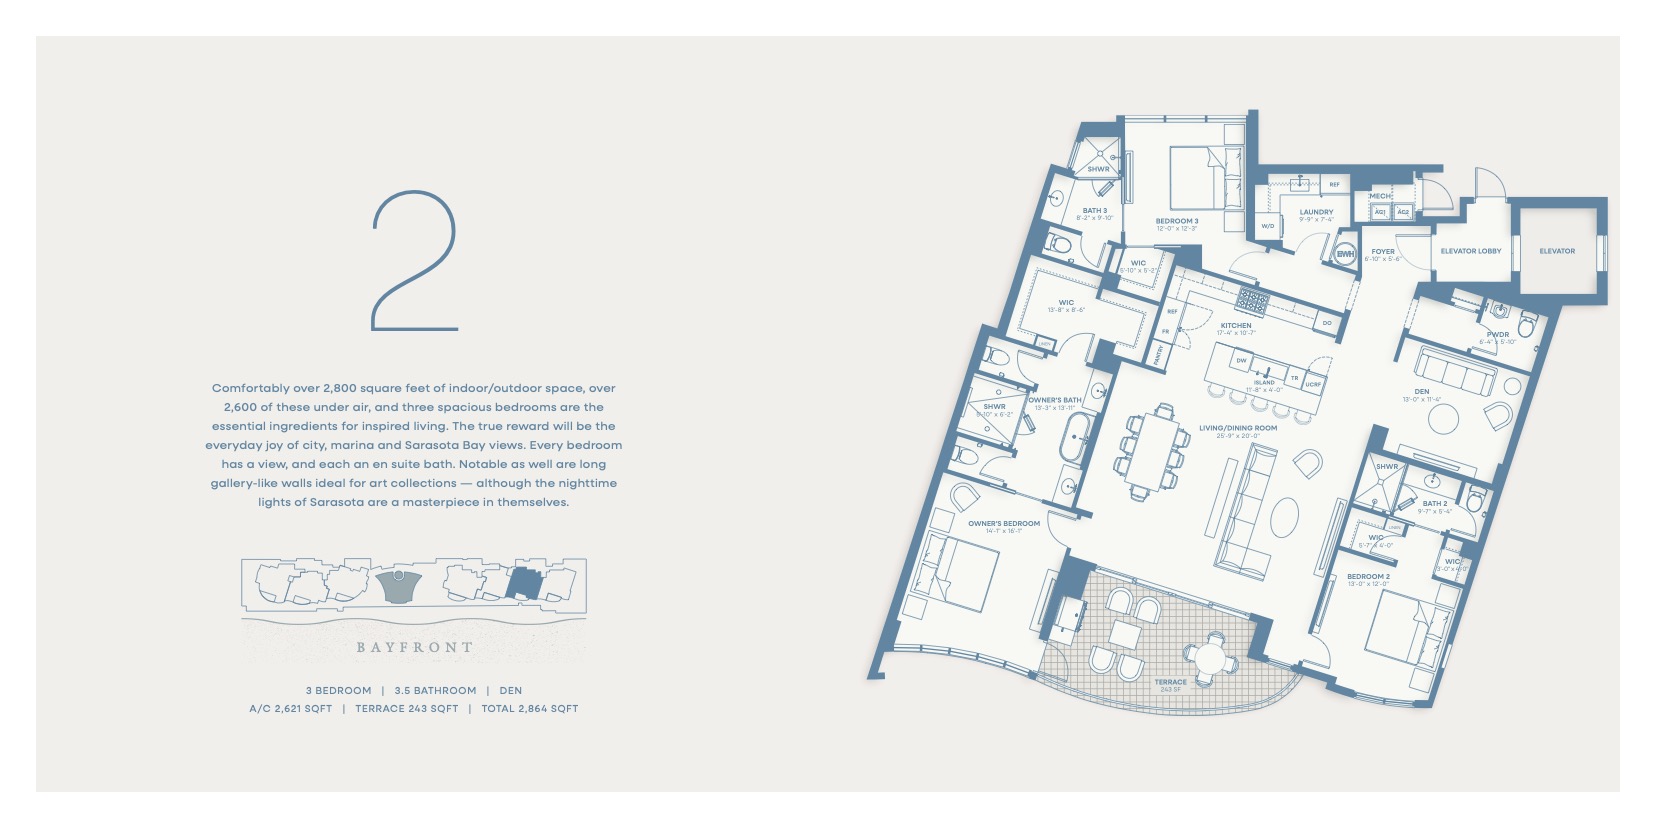 2
Comfortably over 2,800 square feet of indoor/outdoor space, over
2,600 of these under air, and three spacious bedrooms are the
essential ingredients for inspired living. The true reward will be the
everyday joy of city, marina and Sarasota Bay views. Every bedroom
has a view, and each an en suite bath. Notable as well are long
gallery-like walls ideal for art collections — although the nighttime
lights of Sarasota are a masterpiece in themselves.
BAYFRONT
3 BEDROOM | 3.5 BATHROOM | DEN
A/C 2,621 SQFT | TERRACE 243 SQFT | TOTAL 2,864 SQFT
SHWR
BATH 3
8'-2" x 9'-10"
BEDROOM 3
12'-0" x 12'-3"
WIC
5'-10" x 5'-2"
REF
LAUNDRY
9'-9" x 7'-4"
W/D
MECH
AG1
AG2
EWH
FOYER
6'-10" x 5'-6"
ELEVATOR LOBBY
ELEVATOR
WIC
13'-8" x 8'-6"
LINEN
REF
FR
PANTRY
KITCHEN
17'-4" x 10'-7"
DO
DW
ISLAND
11'-8" x 4'-0"
TR
UCRF
PWDR
6'-4" x 5'-10"
DEN
13'-0" x 11'-4"
OWNER'S BATH
13'-3" x 13'-11"
SHWR
5'-10" x 6'-2"
LIVING/DINING ROOM
25'-9" x 20'-0"
SHWR
BATH 2
9'-7" x 5'-4"
LINEN
WIC
5'-7" x 4'-0"
WIC
BEDROOM 2
13'-0" x 12'-0"
OWNER'S BEDROOM
14'-1" x 16'-1"
TERRACE
243 SF